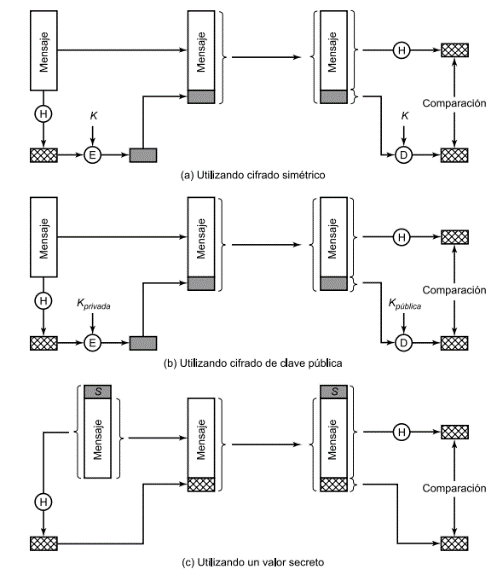 Mensaje
Mensaje
Mensaje
H
H
K
K
Comparación
E
D
(a) Utilizando cifrado simétrico
Mensaje
Mensaje
Mensaje
H
H
Kprivada
Kpública
Comparación
E
D
(b) Utilizando cifrado de clave pública
S
S
Mensaje
Mensaje
Mensaje
H
H
Comparación
(c) Utilizando un valor secreto